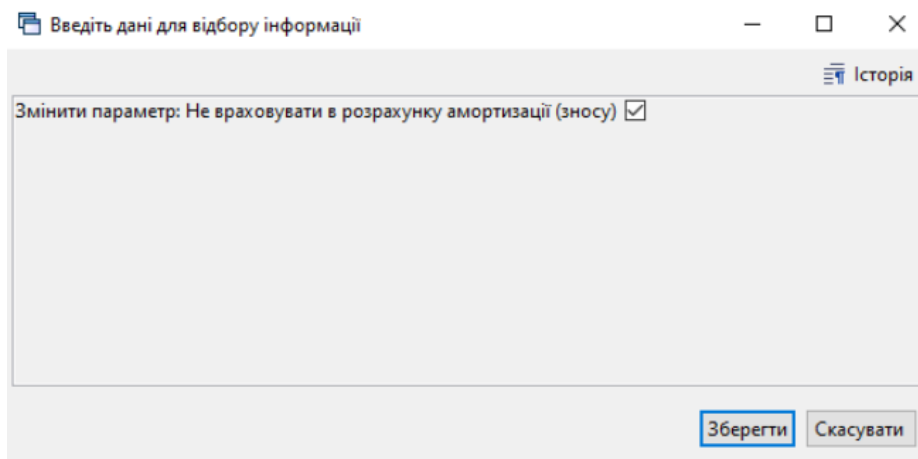 Введіть дані для відбору інформації
Історія
Змінити параметр: Не враховувати в розрахунку амортизації (зносу)
Зберегти Скасувати